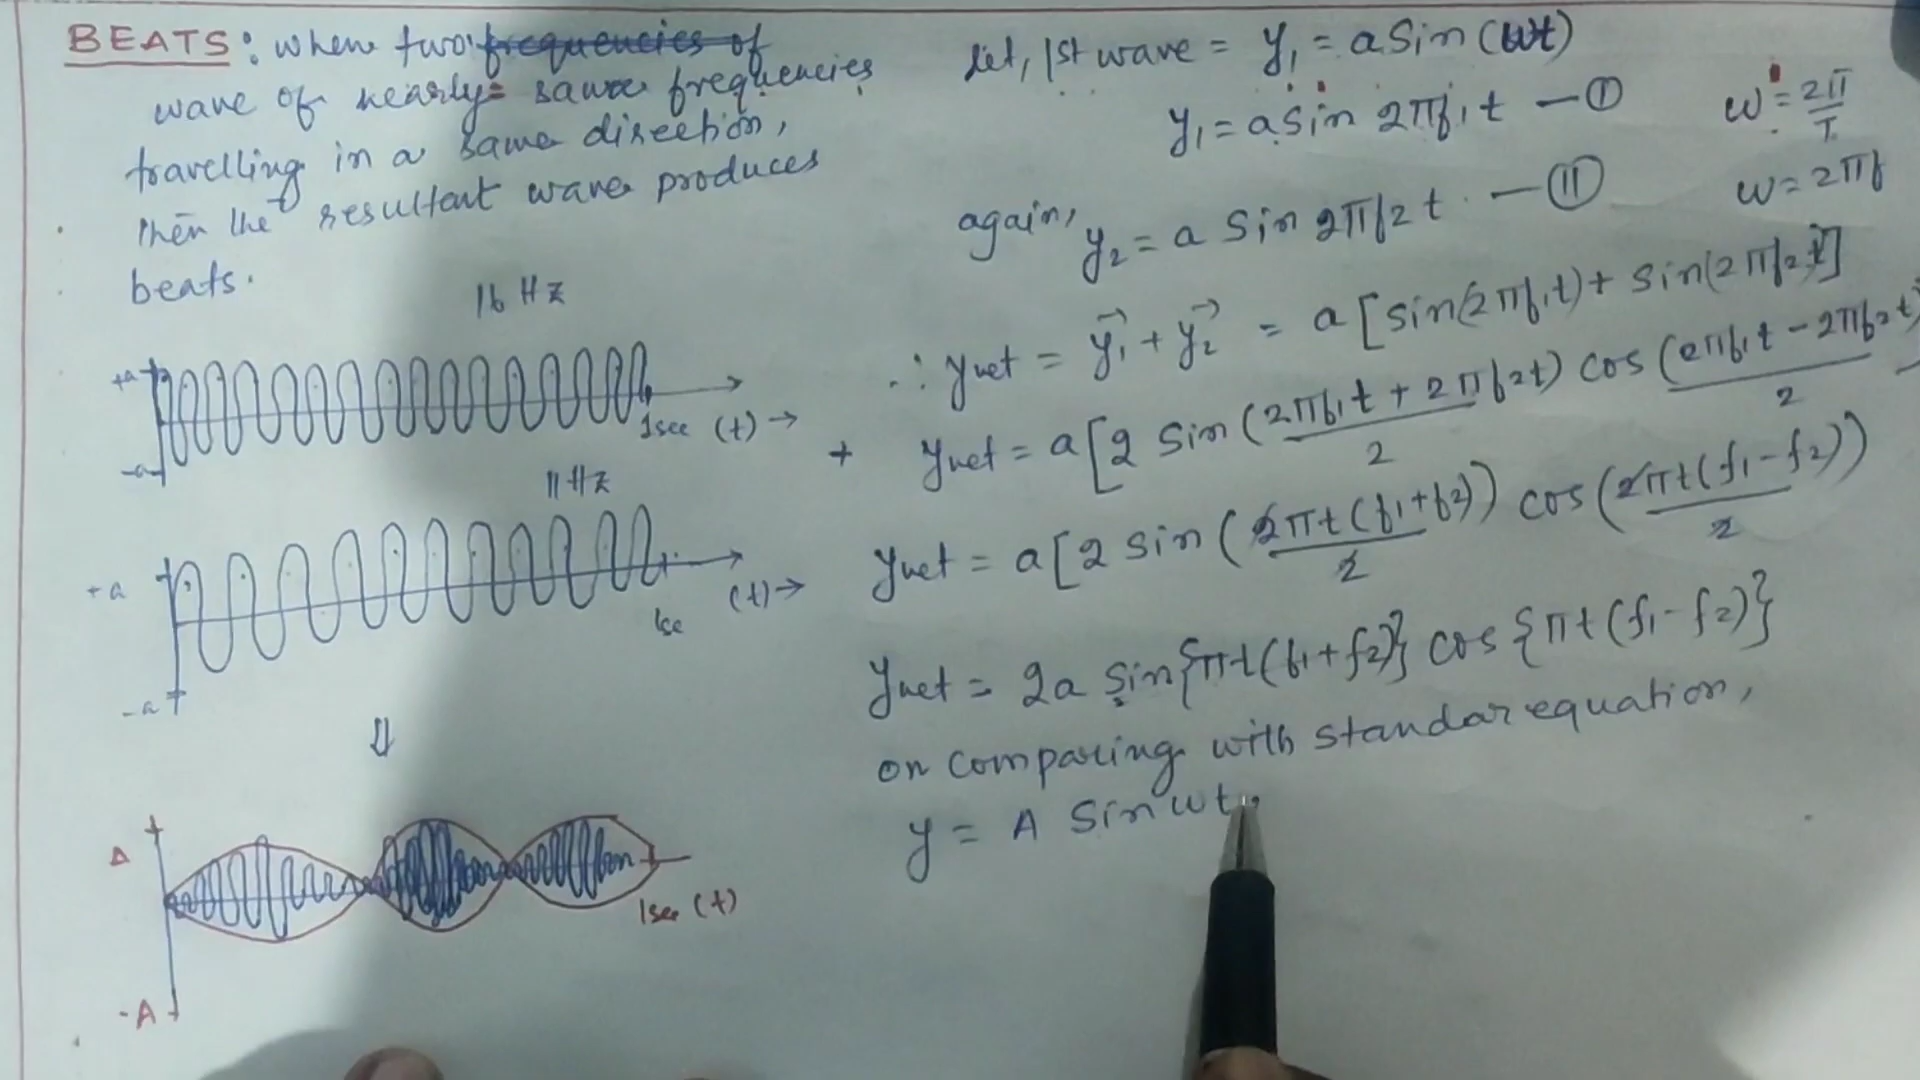 BEATS: when two frequencies of
wave of nearly same frequencies
travelling in a same direction,
then the resultant wave produces
beats.
16 Hz
+a
-a
1sec (t) →
11 Hz
+a
-a
1se
(t) →
⇓
A
-A
1sec (t)
let, 1st wave = y₁ = a Sin (ωt)
y₁ = a sin 2πf₁t — Ⓘ
ω = 2π/T
ω = 2πf
again, y₂ = a Sin 2πf₂t. — Ⓘ Ⓘ
∴ ynet = y₁→ + y₂→ = a [sin(2πf₁t) + sin(2πf₂t)]
+ ynet = a [2 Sin (2πf₁t + 2πf₂t)/2 cos (2πf₁t - 2πf₂t)/2
ynet = a [2 sin (2πt (f₁+f₂))/2 cos (2πt (f₁-f₂))/2
ynet = 2a sin{πt (f₁+f₂)} cos {πt (f₁-f₂)}
on comparing with standar equation,
y = A Sin ωt